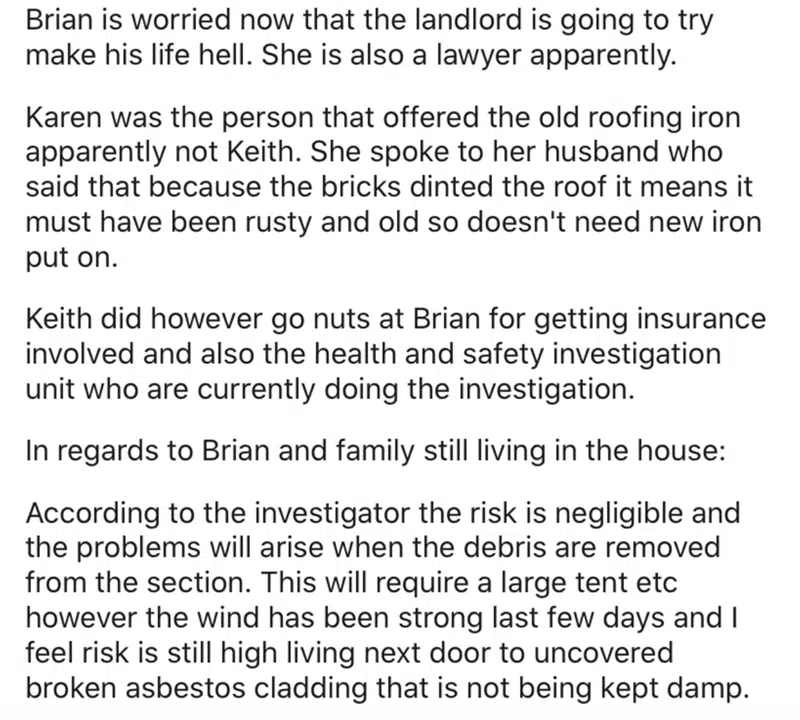 Brian is worried now that the landlord is going to try
make his life hell. She is also a lawyer apparently.
Karen was the person that offered the old roofing iron
apparently not Keith. She spoke to her husband who
said that because the bricks dinted the roof it means it
must have been rusty and old so doesn't need new iron
put on.
Keith did however go nuts at Brian for getting insurance
involved and also the health and safety investigation
unit who are currently doing the investigation.
In regards to Brian and family still living in the house:
According to the investigator the risk is negligible and
the problems will arise when the debris are removed
from the section. This will require a large tent etc
however the wind has been strong last few days and I
feel risk is still high living next door to uncovered
broken asbestos cladding that is not being kept damp.